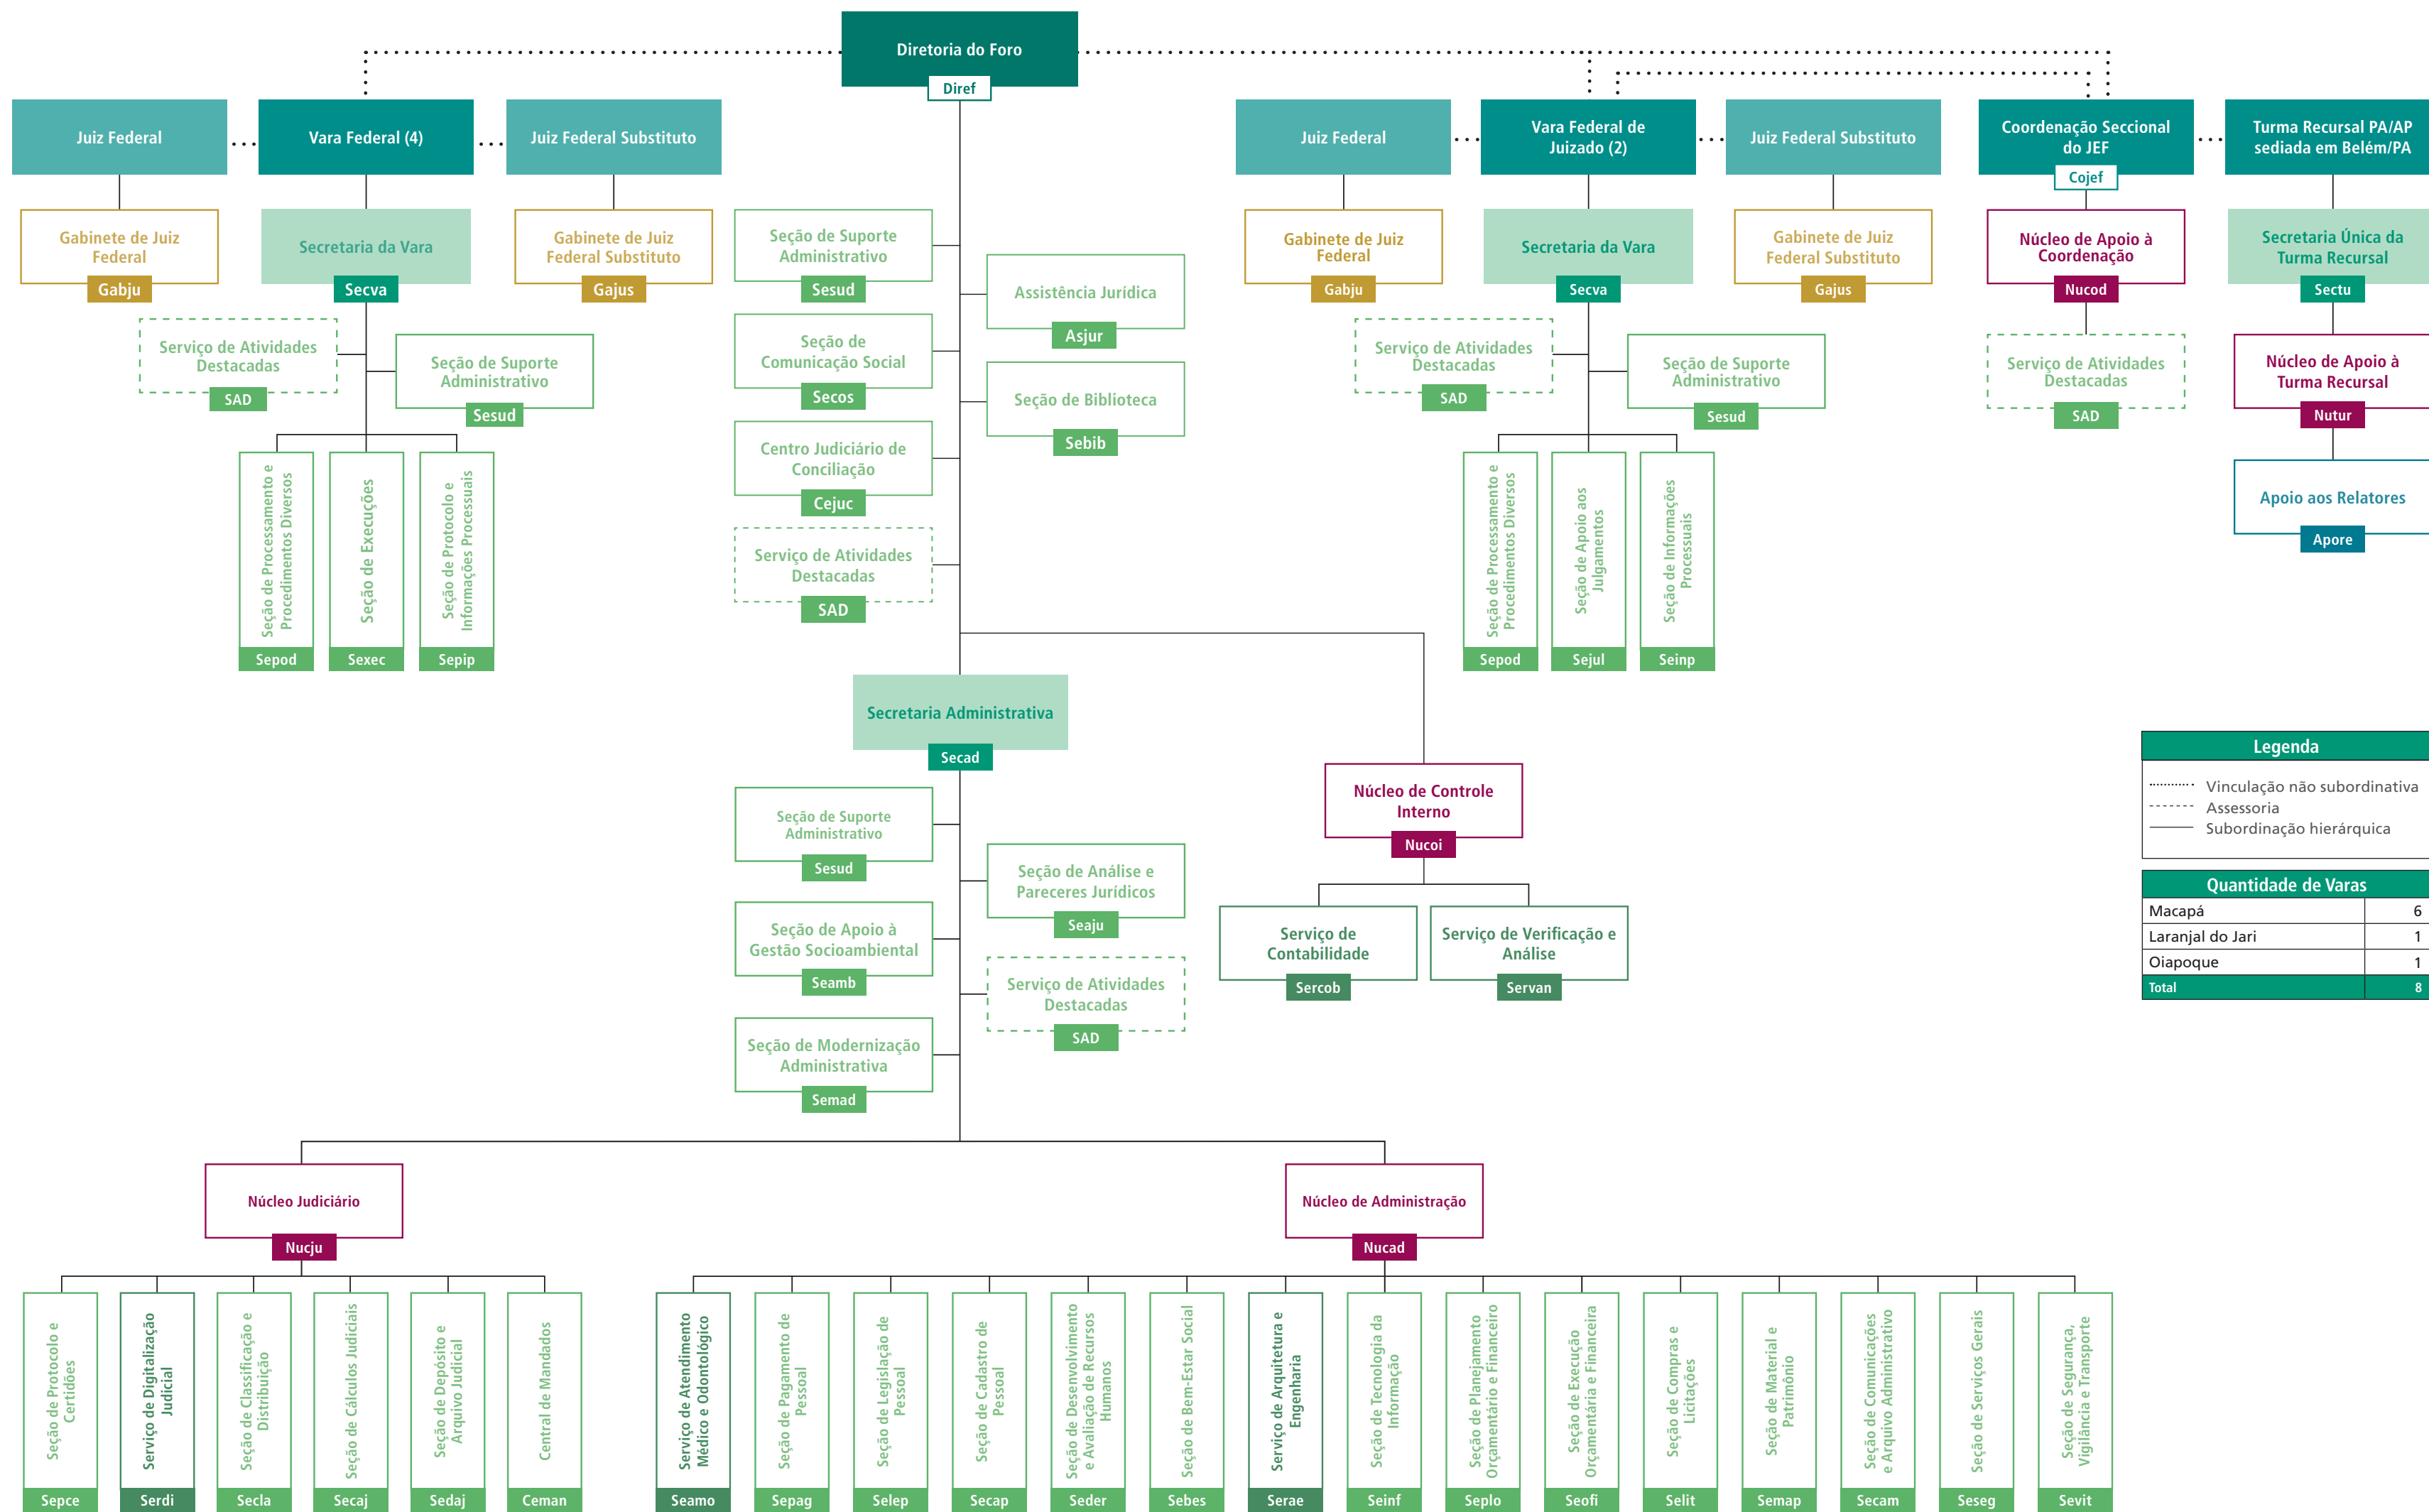 Diretoria do Foro
Diref
Juiz Federal
Vara Federal (4)
Juiz Federal Substituto
Gabinete de Juiz
Federal
Gabju
Secretaria da Vara
Secva
Gabinete de Juiz
Federal Substituto
Gajus
Serviço de Atividades
Destacadas
SAD
Seção de Suporte
Administrativo
Sesud
Seção de Processamento e
Procedimentos Diversos
Sepod
Seção de Execuções
Sexec
Seção de Protocolo e
Informações Processuais
Sepip
Seção de Suporte
Administrativo
Sesud
Assistência Jurídica
Asjur
Seção de
Comunicação Social
Secos
Seção de Biblioteca
Sebib
Centro Judiciário de
Conciliação
Cejuc
Serviço de Atividades
Destacadas
SAD
Juiz Federal
Vara Federal de
Juizado (2)
Juiz Federal Substituto
Gabinete de Juiz
Federal
Gabju
Secretaria da Vara
Secva
Gabinete de Juiz
Federal Substituto
Gajus
Serviço de Atividades
Destacadas
SAD
Seção de Suporte
Administrativo
Sesud
Seção de Processamento e
Procedimentos Diversos
Sepod
Seção de Apoio aos
Julgamentos
Sejul
Seção de Informações
Processuais
Seinp
Coordenação Seccional
do JEF
Cojef
Núcleo de Apoio à
Coordenação
Nucod
Serviço de Atividades
Destacadas
SAD
Turma Recursal PA/AP
sediada em Belém/PA
Secretaria Única da
Turma Recursal
Sectu
Núcleo de Apoio à
Turma Recursal
Nutur
Apoio aos Relatores
Apore
Secretaria Administrativa
Secad
Seção de Suporte
Administrativo
Sesud
Seção de Análise e
Pareceres Jurídicos
Seaju
Seção de Apoio à
Gestão Socioambiental
Seamb
Serviço de Atividades
Destacadas
SAD
Seção de Modernização
Administrativa
Semad
Núcleo de Controle
Interno
Nucoi
Serviço de
Contabilidade
Sercob
Serviço de Verificação e
Análise
Servan
Legenda
Vinculação não subordinativa
Assessoria
Subordinação hierárquica
Quantidade de Varas
Macapá 6
Laranjal do Jari 1
Oiapoque 1
Total 8
Núcleo Judiciário
Nucju
Seção de Protocolo e
Certidões
Sepce
Serviço de Digitalização
Judicial
Serdi
Seção de Classificação e
Distribuição
Secla
Seção de Cálculos Judiciais
Secaj
Seção de Depósito e
Arquivo Judicial
Sedaj
Central de Mandados
Ceman
Núcleo de Administração
Nucad
Serviço de Atendimento
Médico e Odontológico
Seamo
Seção de Pagamento de
Pessoal
Sepag
Seção de Legislação de
Pessoal
Selep
Seção de Cadastro de
Pessoal
Secap
Seção de Desenvolvimento
e Avaliação de Recursos
Humanos
Seder
Seção de Bem-Estar Social
Sebes
Serviço de Arquitetura e
Engenharia
Serae
Seção de Tecnologia da
Informação
Seinf
Seção de Planejamento
Orçamentário e Financeiro
Seplo
Seção de Execução
Orçamentária e Financeira
Seofi
Seção de Compras e
Licitações
Selit
Seção de Material e
Patrimônio
Semap
Seção de Comunicações
e Arquivo Administrativo
Secam
Seção de Serviços Gerais
Seseg
Seção de Segurança,
Vigilância e Transporte
Sevit